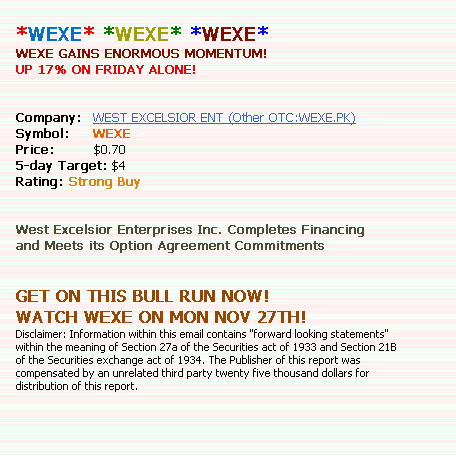 *WEXE* *WEXE* *WEXE*
WEXE GAINS ENORMOUS MOMENTUM!
UP 17% ON FRIDAY ALONE!
Company: WEST EXCELSIOR ENT (Other OTC:WEXE.PK)
Symbol: WEXE
Price: $0.70
5-day Target: $4
Rating: Strong Buy
West Excelsior Enterprises Inc. Completes Financing
and Meets its Option Agreement Commitments
GET ON THIS BULL RUN NOW!
WATCH WEXE ON MON NOV 27TH!
Disclaimer: Information within this email contains "forward looking statements"
within the meaning of Section 27a of the Securities act of 1933 and Section 21B
of the Securities exchange act of 1934. The Publisher of this report was
compensated by an unrelated third party twenty five thousand dollars for
distribution of this report.